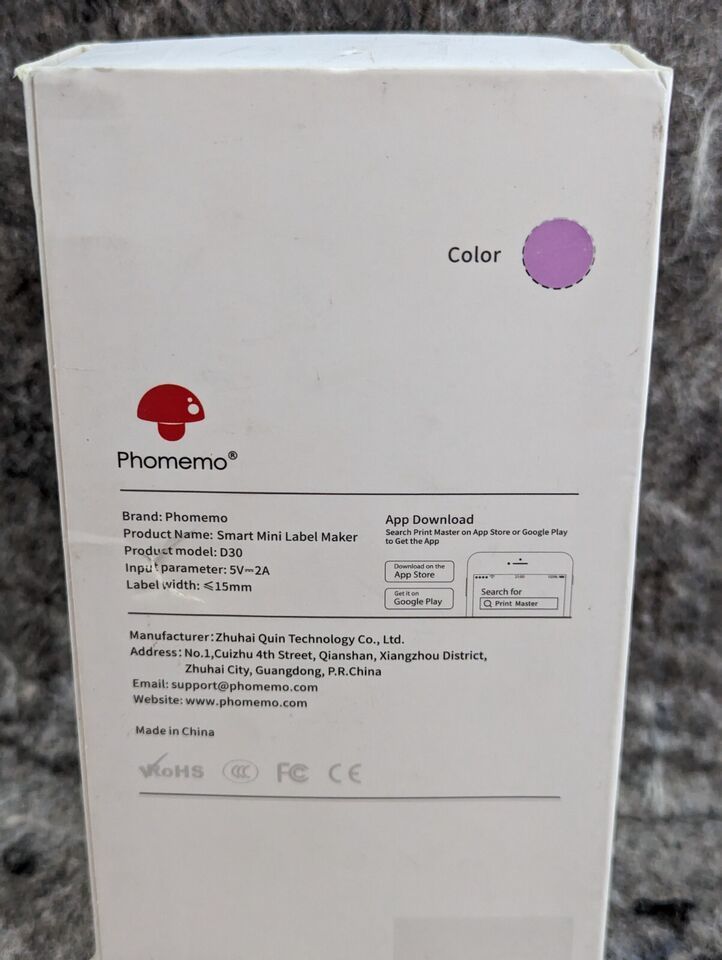 Color
Phomemo®
Brand: Phomemo
Product Name: Smart Mini Label Maker
Product model: D30
Input parameter: 5V⎓2A
Label width: ⩽15mm
App Download
Search Print Master on App Store or Google Play
to Get the App
Download on the
App Store
Get it on
Google Play
21:00
100%
Search for
Print Master
Manufacturer: Zhuhai Quin Technology Co., Ltd.
Address: No.1,Cuizhu 4th Street, Qianshan, Xiangzhou District,
Zhuhai City, Guangdong, P.R.China
Email: support@phomemo.com
Website: www.phomemo.com
Made in China
RoHS CCC FC CE